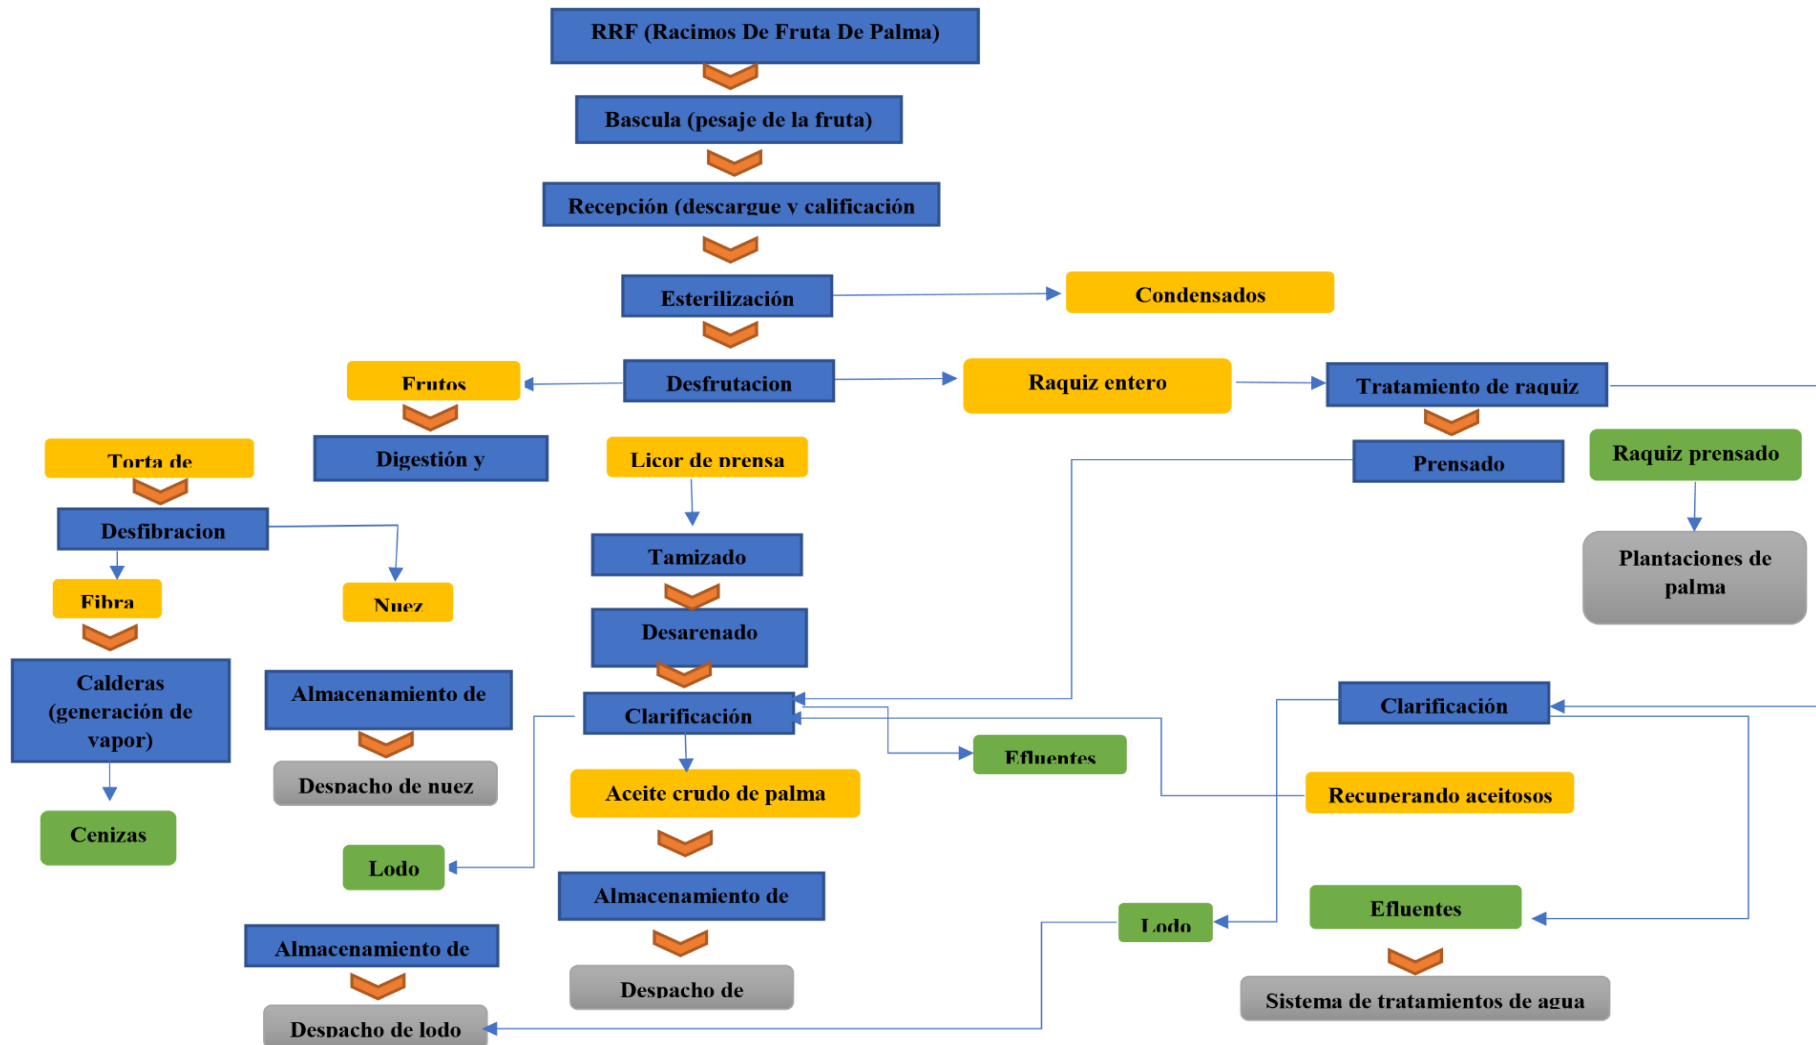 RRF (Racimos De Fruta De Palma)
Bascula (pesaje de la fruta)
Recepción (descargue y calificación
Esterilización
Condensados
Frutos
Desfrutacion
Raquiz entero
Tratamiento de raquiz
Torta de
Digestión y
Licor de prensa
Prensado
Raquiz prensado
Desfibracion
Tamizado
Plantaciones de
palma
Fibra
Nuez
Desarenado
Calderas
(generación de
vapor)
Almacenamiento de
Clarificación
Clarificación
Efluentes
Despacho de nuez
Aceite crudo de palma
Recuperando aceitosos
Cenizas
Lodo
Almacenamiento de
Efluentes
Lodo
Almacenamiento de
Despacho de
Sistema de tratamientos de agua
Despacho de lodo